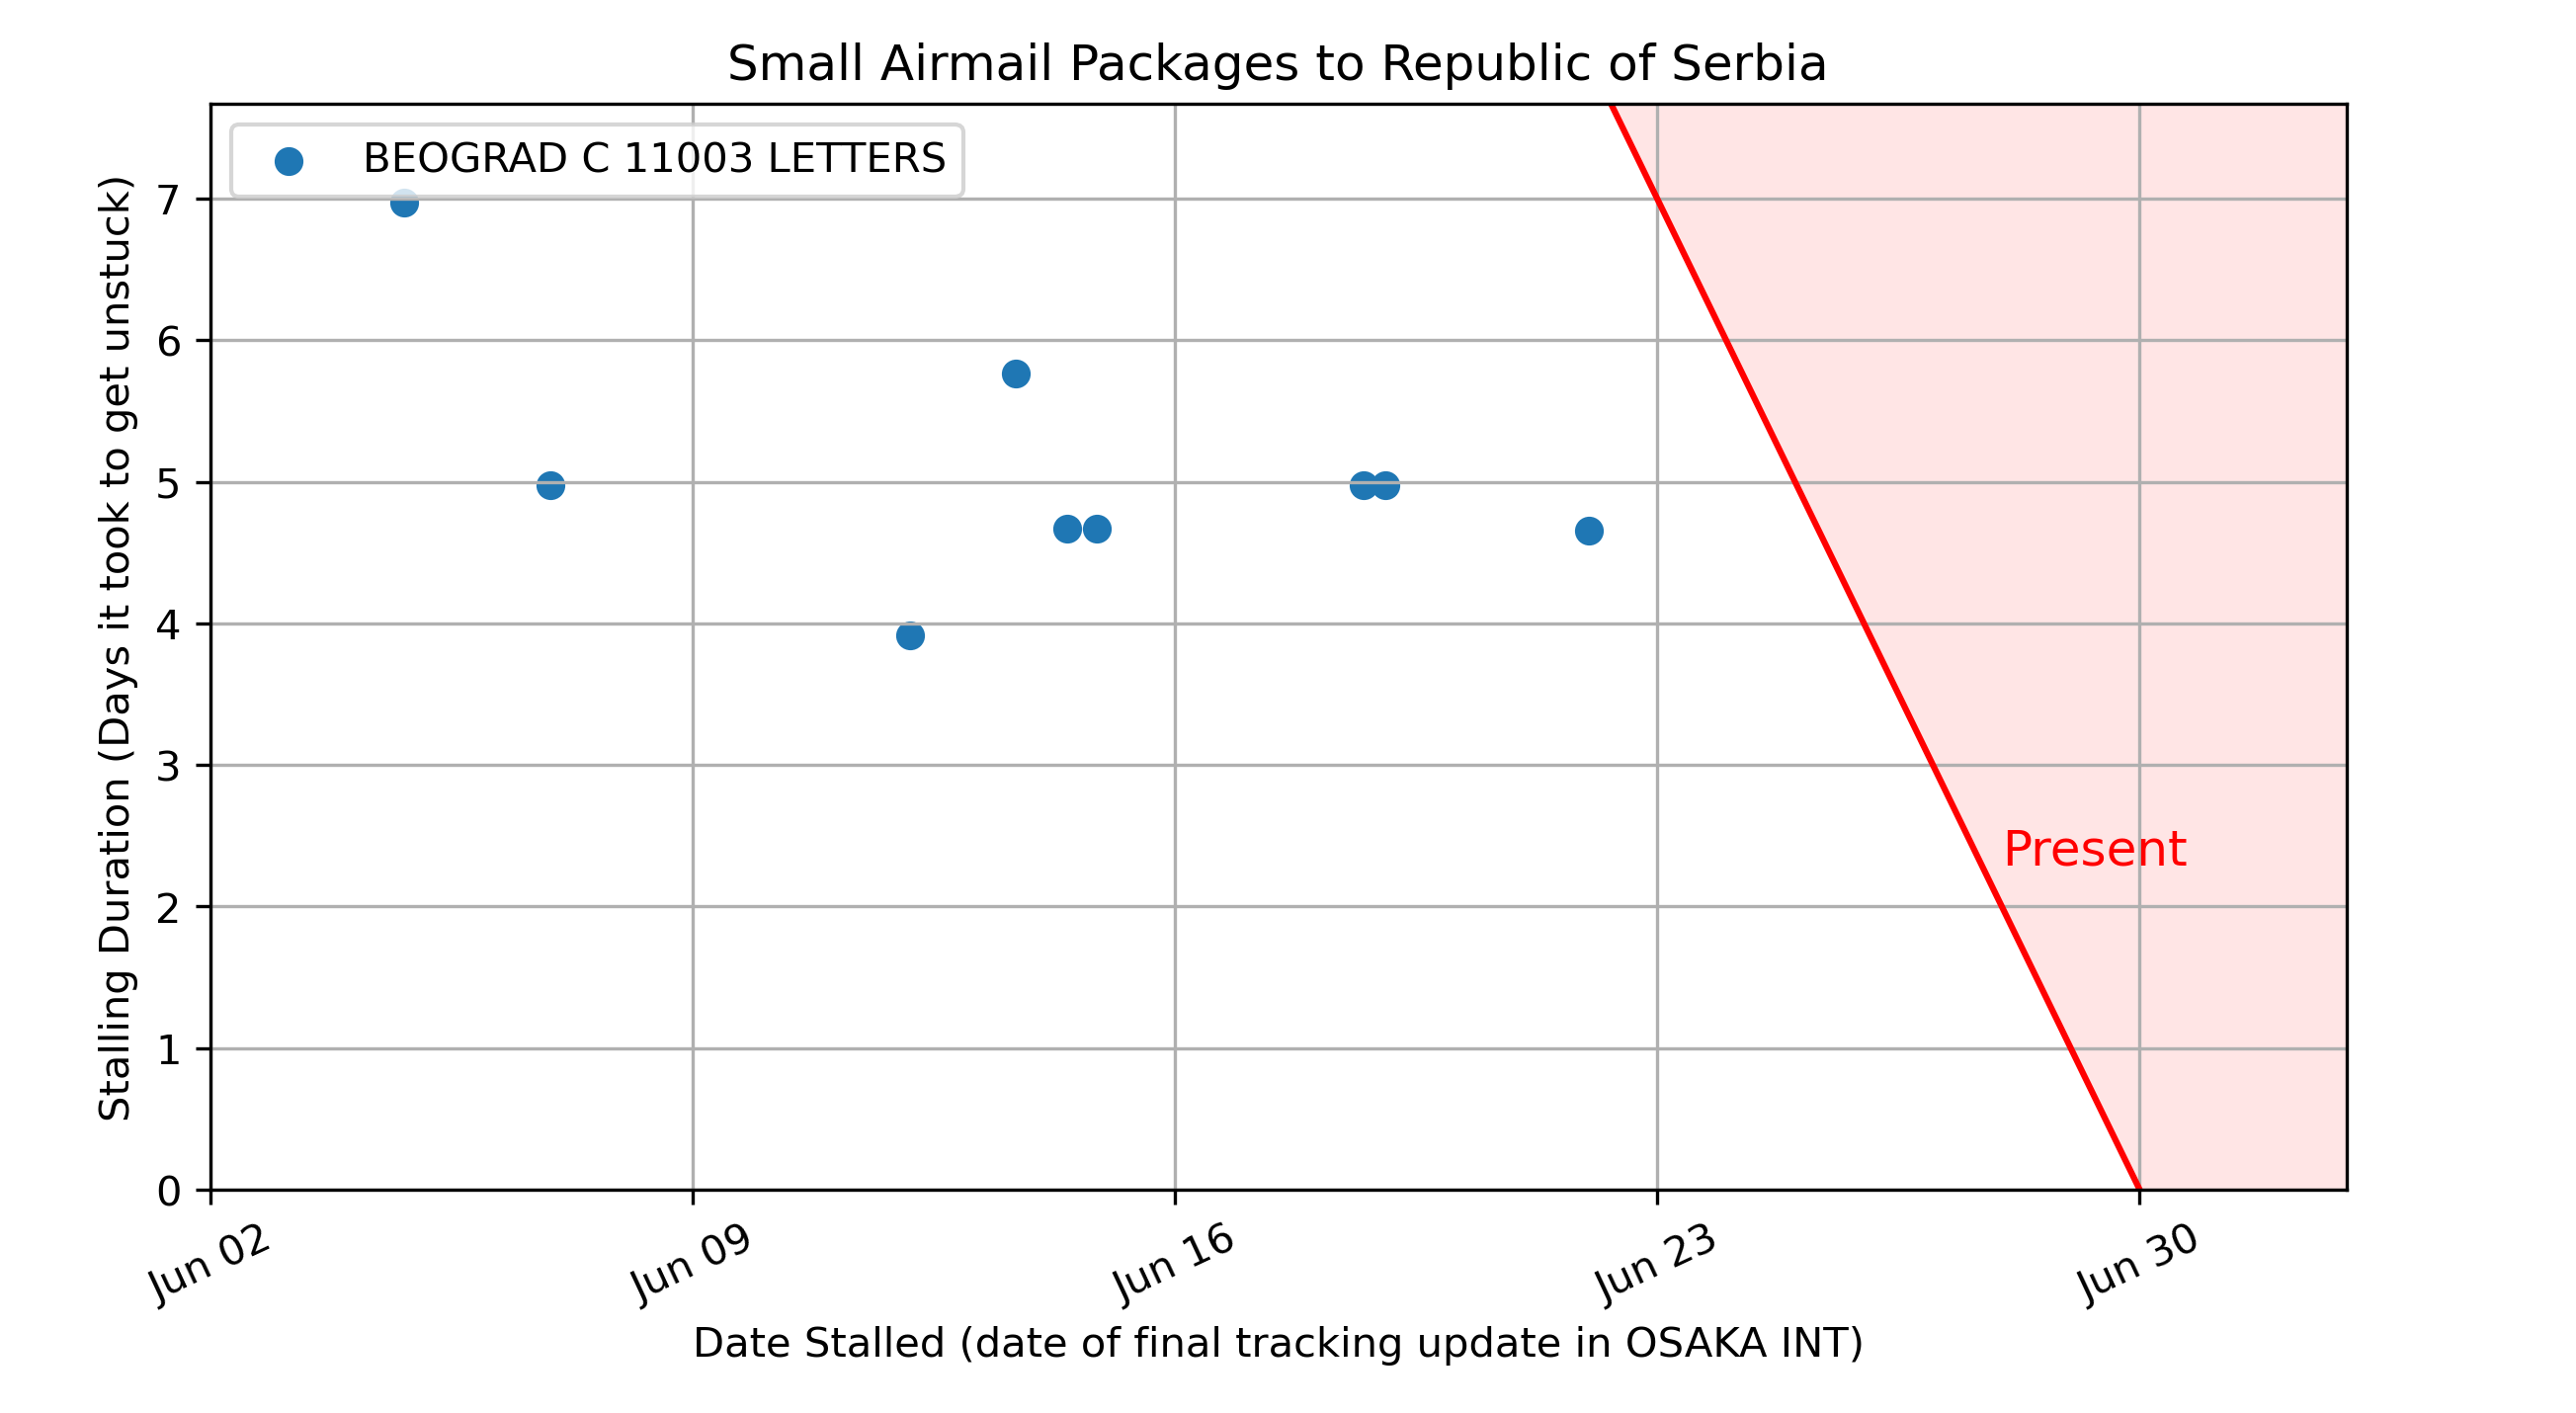 Small Airmail Packages to Republic of Serbia
BEOGRAD C 11003 LETTERS
Stalling Duration (Days it took to get unstuck)
7
6
5
4
3
2
1
0
Present
Jun 02
Jun 09
Jun 16
Jun 23
Jun 30
Date Stalled (date of final tracking update in OSAKA INT)